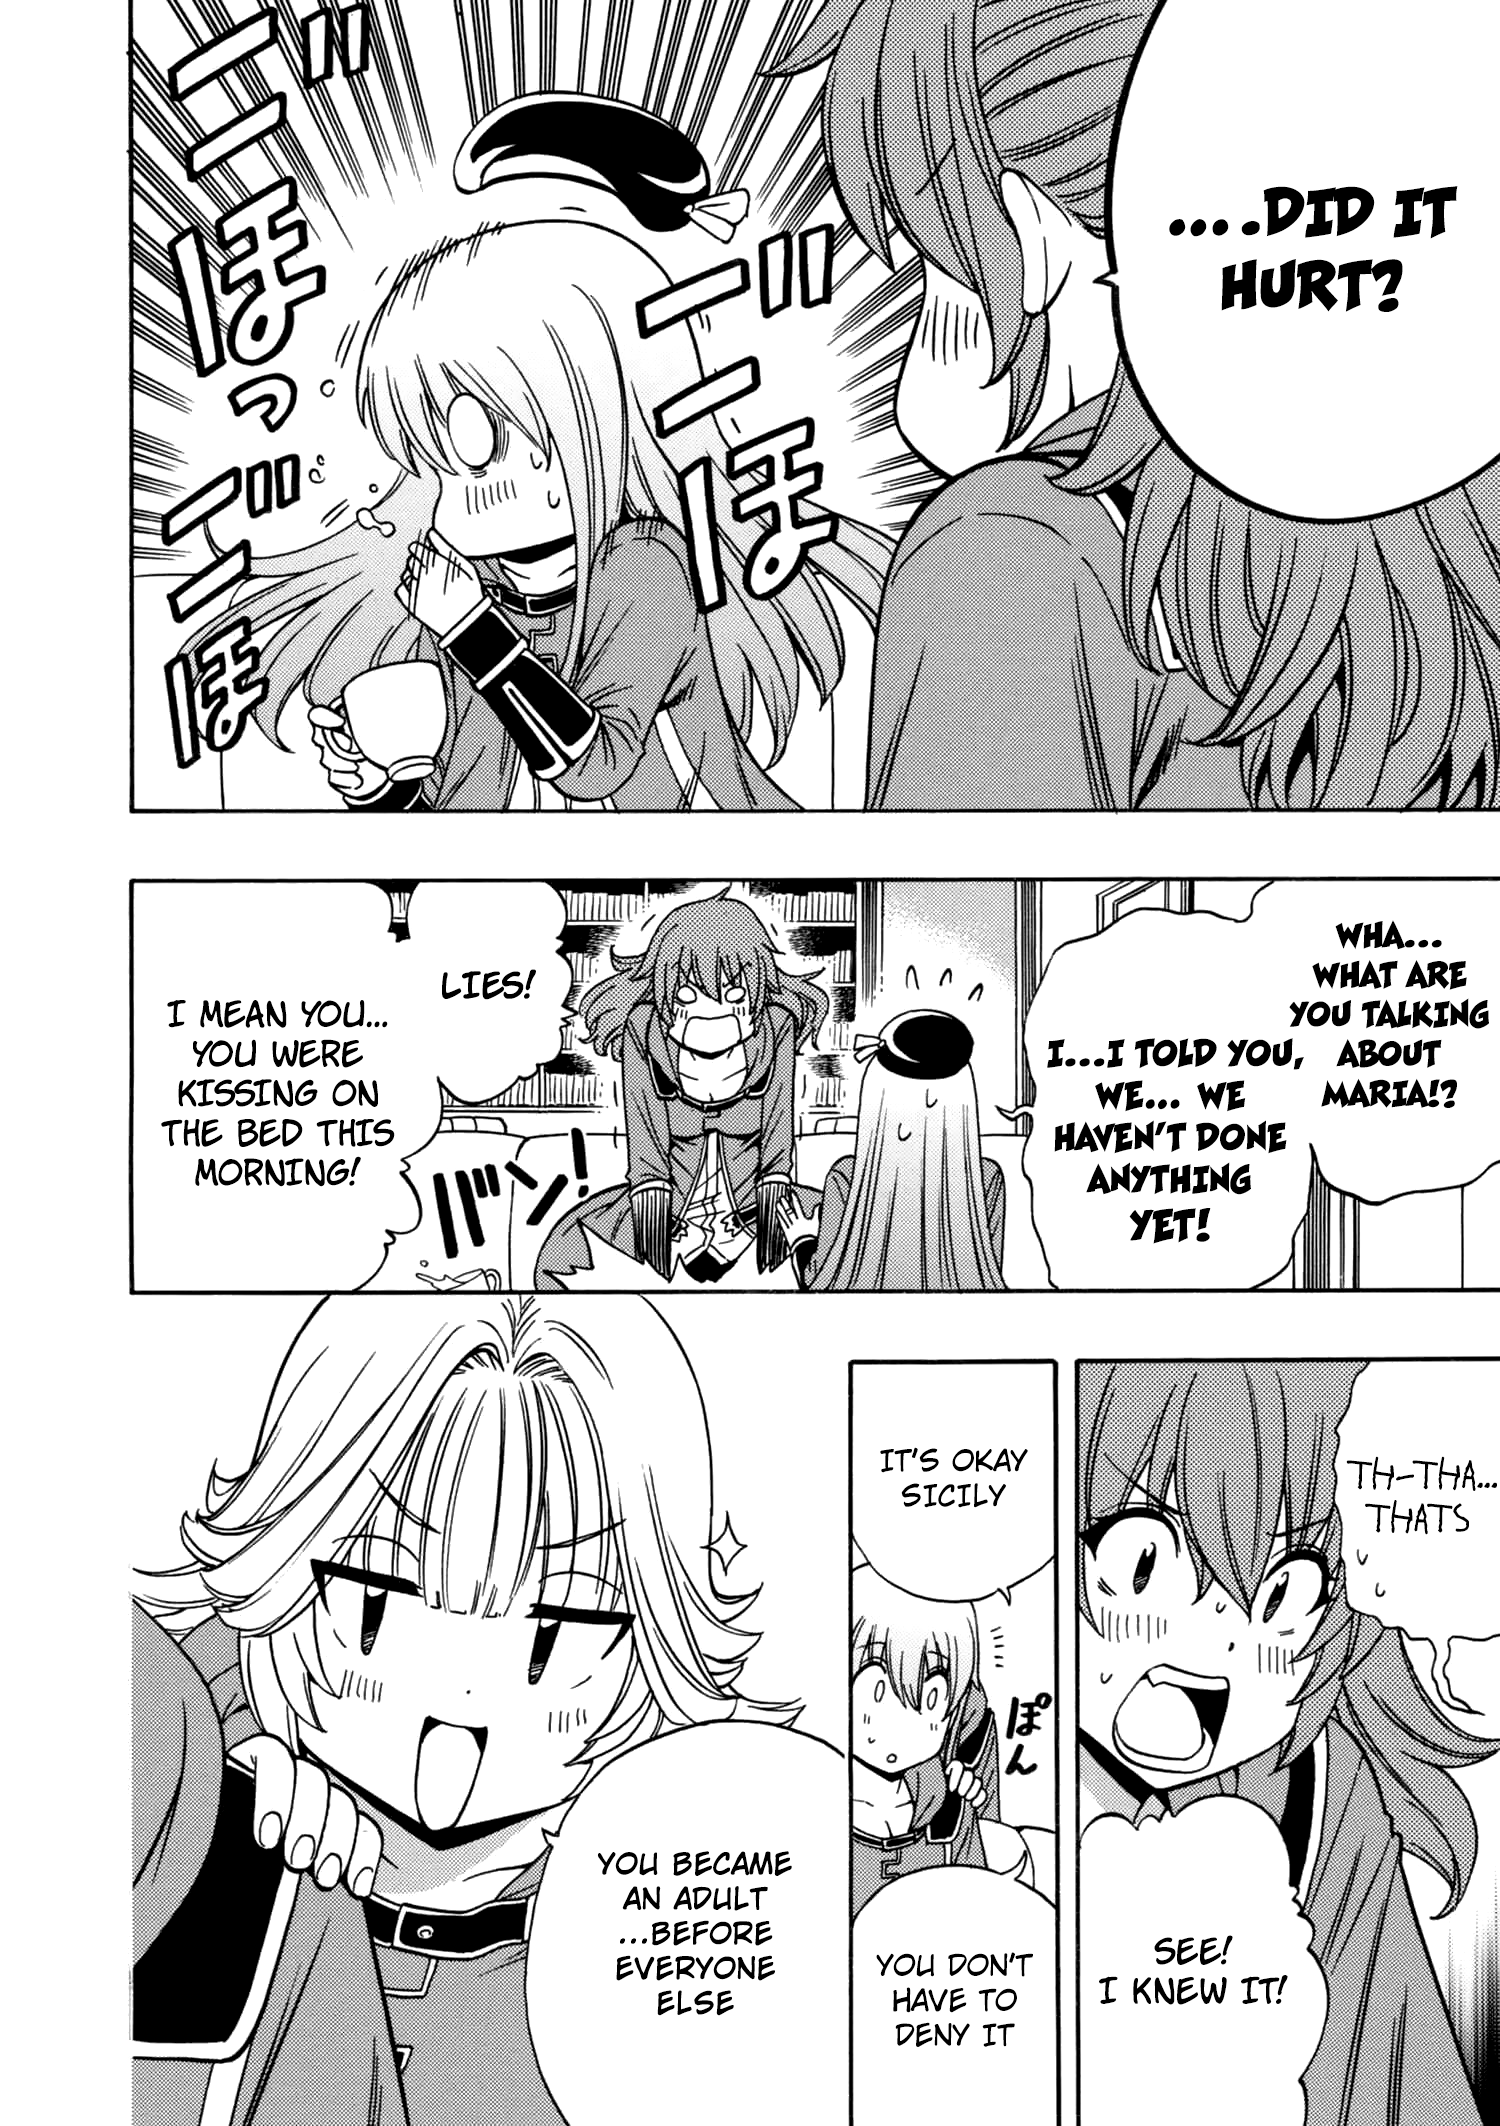 ....DID IT
HURT?
ゴホ
ゴホっ
ゴホ
WHA...
WHAT ARE
YOU TALKING
ABOUT
MARIA!?
I...I TOLD YOU,
WE... WE
HAVEN'T DONE
ANYTHING
YET!
バン!
LIES!
I MEAN YOU...
YOU WERE
KISSING ON
THE BED THIS
MORNING!
TH-THA...
THATS
SEE!
I KNEW IT!
IT'S OKAY
SICILY
ぽん
YOU DON'T
HAVE TO
DENY IT
YOU BECAME
AN ADULT
...BEFORE
EVERYONE
ELSE